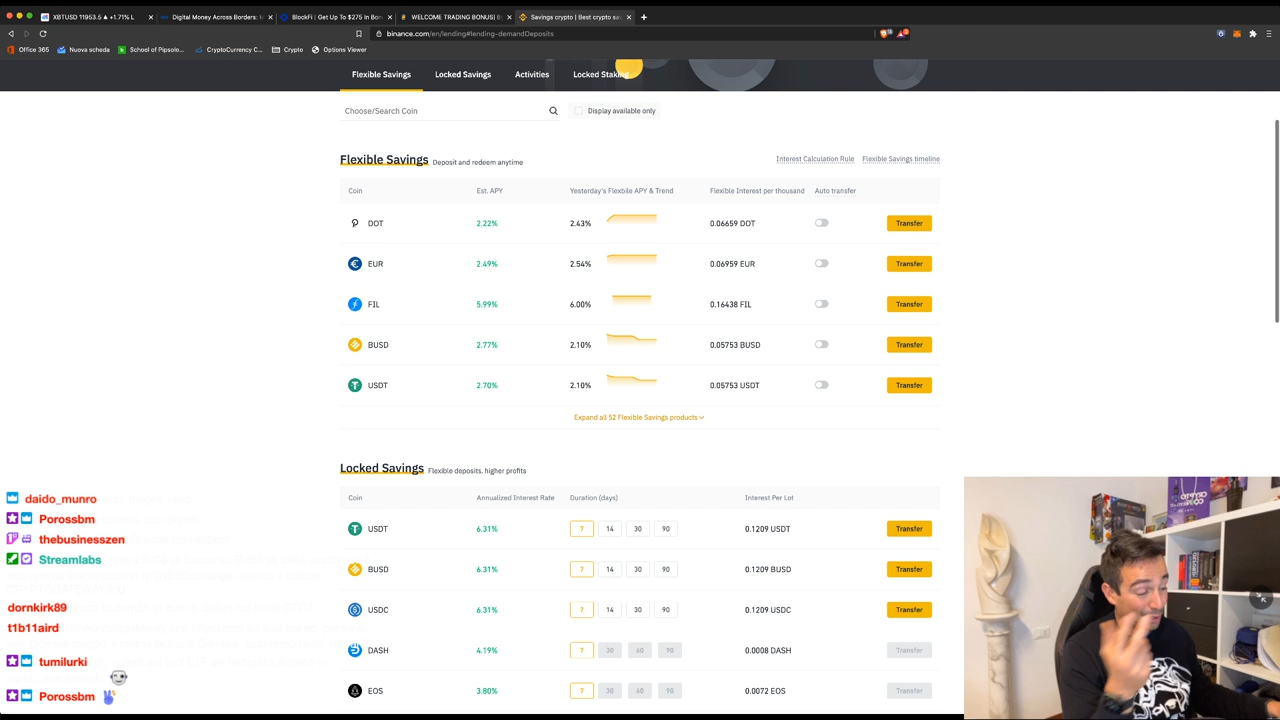 XBTUSD 11953.5 ▲ +1.71% L
Digital Money Across Borders:
BlockFi | Get Up To $275 in Bon
WELCOME TRADING BONUS| B
Savings crypto | Best crypto sav
binance.com/en/lending#lending-demandDeposits
Office 365
Nuova scheda
School of Pipsolo...
CryptoCurrency C...
Crypto
Options Viewer
Flexible Savings
Locked Savings
Activities
Locked Staking
Choose/Search Coin
Display available only
Flexible Savings Deposit and redeem anytime
Interest Calculation Rule
Flexible Savings timeline
Coin Est. APY Yesterday's Flexbile APY & Trend Flexible Interest per thousand Auto transfer
DOT 2.22% 2.43% 0.06659 DOT Transfer
EUR 2.49% 2.54% 0.06959 EUR Transfer
FIL 5.99% 6.00% 0.16438 FIL Transfer
BUSD 2.77% 2.10% 0.05753 BUSD Transfer
USDT 2.70% 2.10% 0.05753 USDT Transfer
Expand all 52 Flexible Savings products
Locked Savings Flexible deposits, higher profits
Coin Annualized Interest Rate Duration (days) Interest Per Lot
USDT 6.31% 7 14 30 90 0.1209 USDT Transfer
BUSD 6.31% 7 14 30 90 0.1209 BUSD Transfer
USDC 6.31% 7 14 30 90 0.1209 USDC Transfer
DASH 4.19% 7 30 60 90 0.0008 DASH Transfer
EOS 3.80% 7 30 60 90 0.0072 EOS Transfer
daido_munro
Porossbm
thebusinesszen
Streamlabs
dornkirk89
t1b11aird
tumilurki
Porossbm